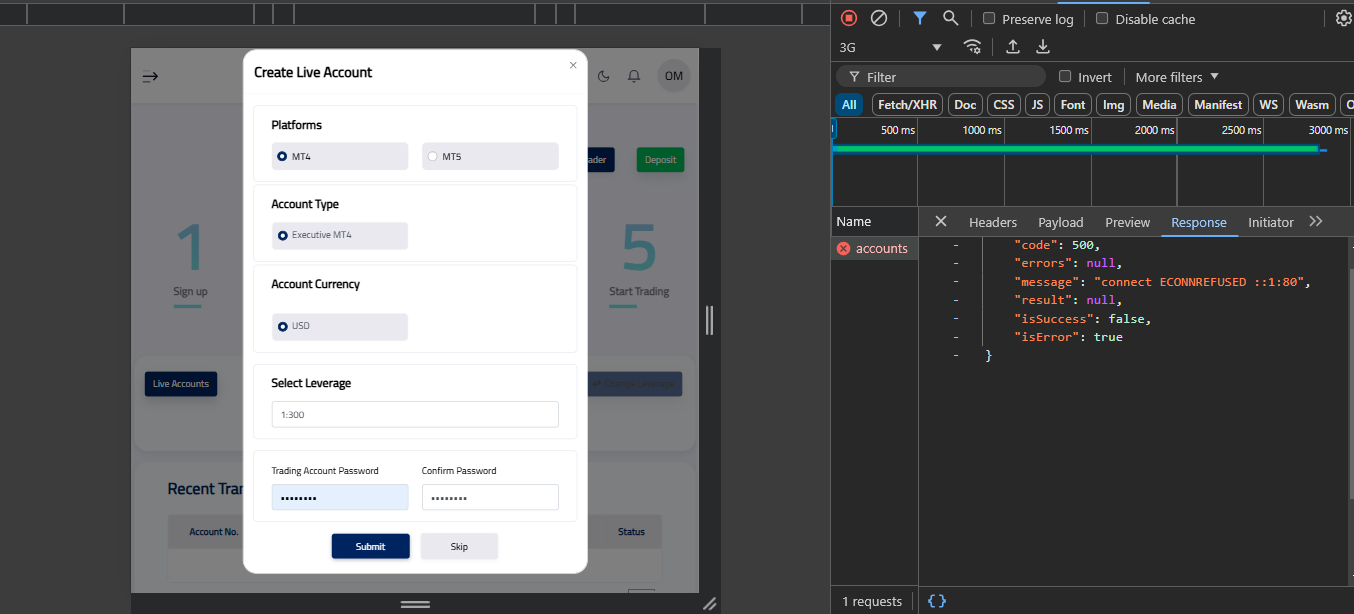 Create Live Account
×
OM
Platforms
MT4
MT5
Deposit
Account Type
Executive MT4
1
Sign up
5
Start Trading
Account Currency
USD
Live Accounts
Select Leverage
Change Leverage
1:300
Trading Account Password
Confirm Password
••••••••
••••••••
Recent Tran
Account No.
Status
Submit
Skip
Preserve log
Disable cache
3G
Filter
Invert
More filters
All
Fetch/XHR
Doc
CSS
JS
Font
Img
Media
Manifest
WS
Wasm
500 ms
1000 ms
1500 ms
2000 ms
2500 ms
3000 ms
Name
Headers
Payload
Preview
Response
Initiator
accounts
- "code": 500,
- "errors": null,
- "message": "connect ECONNREFUSED ::1:80",
- "result": null,
- "isSuccess": false,
- "isError": true
- }
1 requests
{}